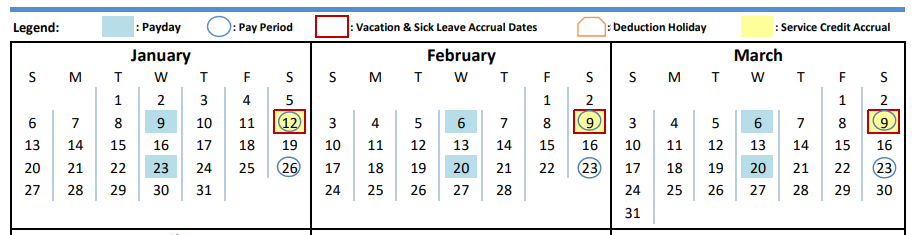 Legend: : Payday : Pay Period : Vacation & Sick Leave Accrual Dates : Deduction Holiday : Service Credit Accrual
January February March
S M T W T F S S M T W T F S S M T W T F S
1 2 3 4 5 1 2 1 2
6 7 8 9 10 11 12 3 4 5 6 7 8 9 3 4 5 6 7 8 9
13 14 15 16 17 18 19 10 11 12 13 14 15 16 10 11 12 13 14 15 16
20 21 22 23 24 25 26 17 18 19 20 21 22 23 17 18 19 20 21 22 23
27 28 29 30 31 24 25 26 27 28 24 25 26 27 28 29 30
31